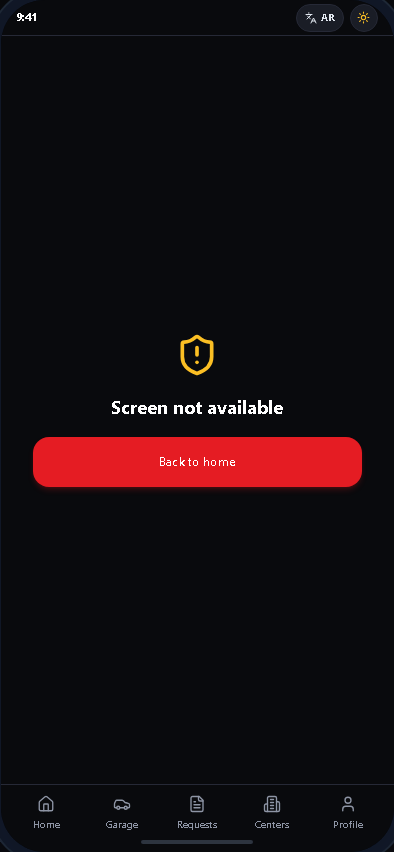 9:41
AR
Screen not available
Back to home
Home
Garage
Requests
Centers
Profile